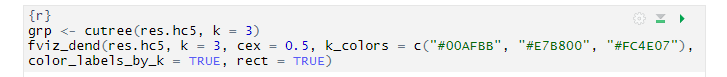 {r}
grp <- cutree(res.hc5, k = 3)
fviz_dend(res.hc5, k = 3, cex = 0.5, k_colors = c("#00AFBB", "#E7B800", "#FC4E07"),
color_labels_by_k = TRUE, rect = TRUE)